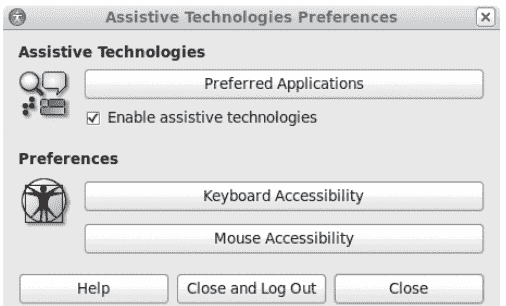 Assistive Technologies Preferences
Assistive Technologies
Preferred Applications
Enable assistive technologies
Preferences
Keyboard Accessibility
Mouse Accessibility
Help Close and Log Out Close